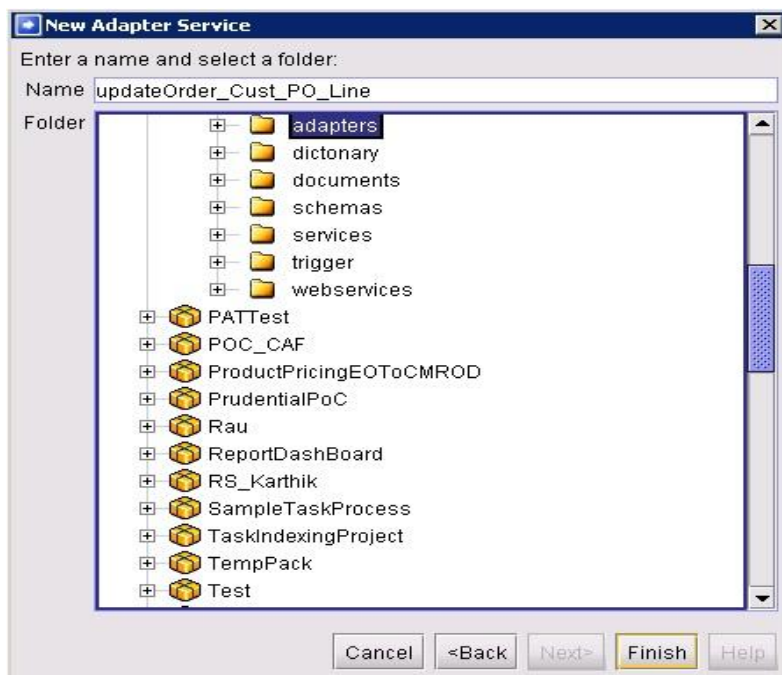 New Adapter Service
Enter a name and select a folder:
Name updateOrder_Cust_PO_Line
Folder
adapters
dictonary
documents
schemas
services
trigger
webservices
PATTest
POC_CAF
ProductPricingEOToCMROD
PrudentialPoC
Rau
ReportDashBoard
RS_Karthik
SampleTaskProcess
TaskIndexingProject
TempPack
Test
Cancel <Back Next> Finish Help